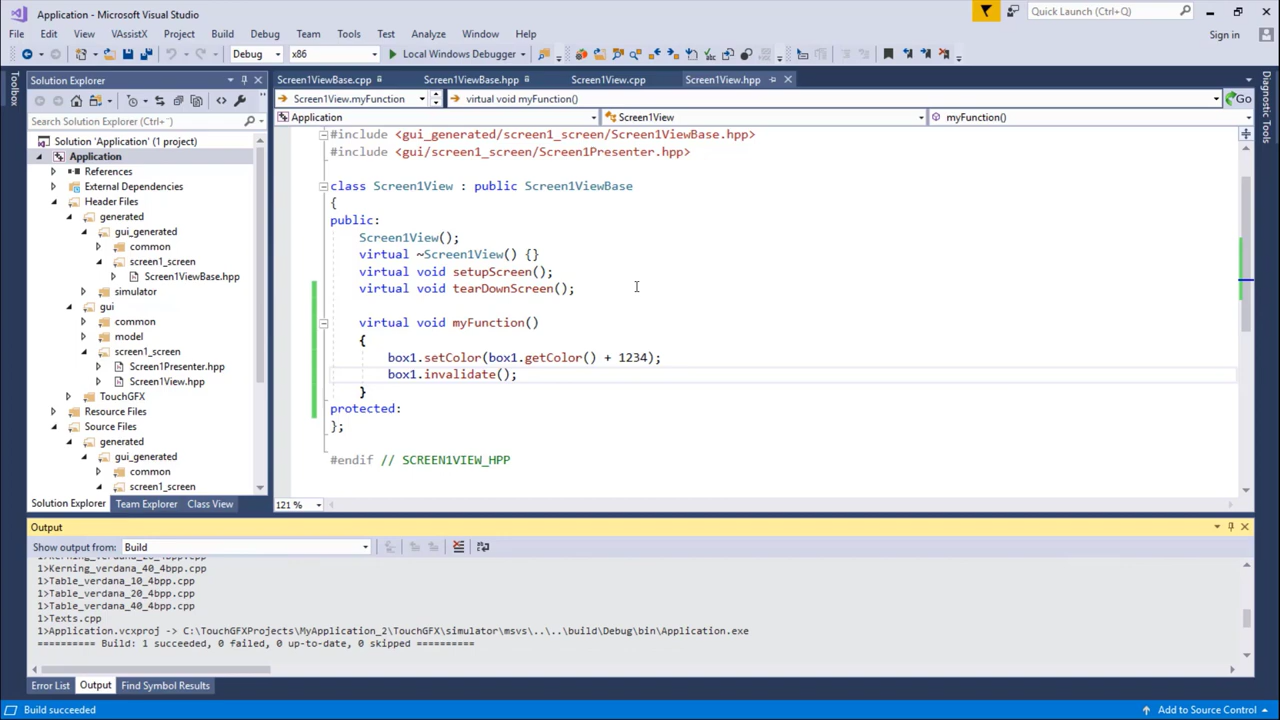 Application - Microsoft Visual Studio
Quick Launch (Ctrl+Q)
File Edit View VAssistX Project Build Debug Team Tools Test Analyze Window Help
Sign in
Debug x86 Local Windows Debugger
Toolbox
Solution Explorer
Search Solution Explorer (Ctrl+¨)
Solution 'Application' (1 project)
Application
References
External Dependencies
Header Files
generated
gui_generated
common
screen1_screen
Screen1ViewBase.hpp
simulator
gui
common
model
screen1_screen
Screen1Presenter.hpp
Screen1View.hpp
TouchGFX
Resource Files
Source Files
generated
gui_generated
common
screen1_screen
Solution Explorer Team Explorer Class View
Screen1ViewBase.cpp Screen1ViewBase.hpp Screen1View.cpp Screen1View.hpp
Screen1View.myFunction virtual void myFunction() Go
Application Screen1View myFunction()
#include <gui_generated/screen1_screen/Screen1ViewBase.hpp>
#include <gui/screen1_screen/Screen1Presenter.hpp>
class Screen1View : public Screen1ViewBase
{
public:
Screen1View();
virtual ~Screen1View() {}
virtual void setupScreen();
virtual void tearDownScreen();
virtual void myFunction()
{
box1.setColor(box1.getColor() + 1234);
box1.invalidate();
}
protected:
};
#endif // SCREEN1VIEW_HPP
121 %
Diagnostic Tools
Output
Show output from: Build
1>Kerning_verdana_20_4bpp.cpp
1>Kerning_verdana_40_4bpp.cpp
1>Table_verdana_10_4bpp.cpp
1>Table_verdana_20_4bpp.cpp
1>Table_verdana_40_4bpp.cpp
1>Texts.cpp
1>Application.vcxproj -> C:\TouchGFXProjects\MyApplication_2\TouchGFX\simulator\msvs\..\..\build\Debug\bin\Application.exe
========== Build: 1 succeeded, 0 failed, 0 up-to-date, 0 skipped ==========
Error List Output Find Symbol Results
Build succeeded
Add to Source Control